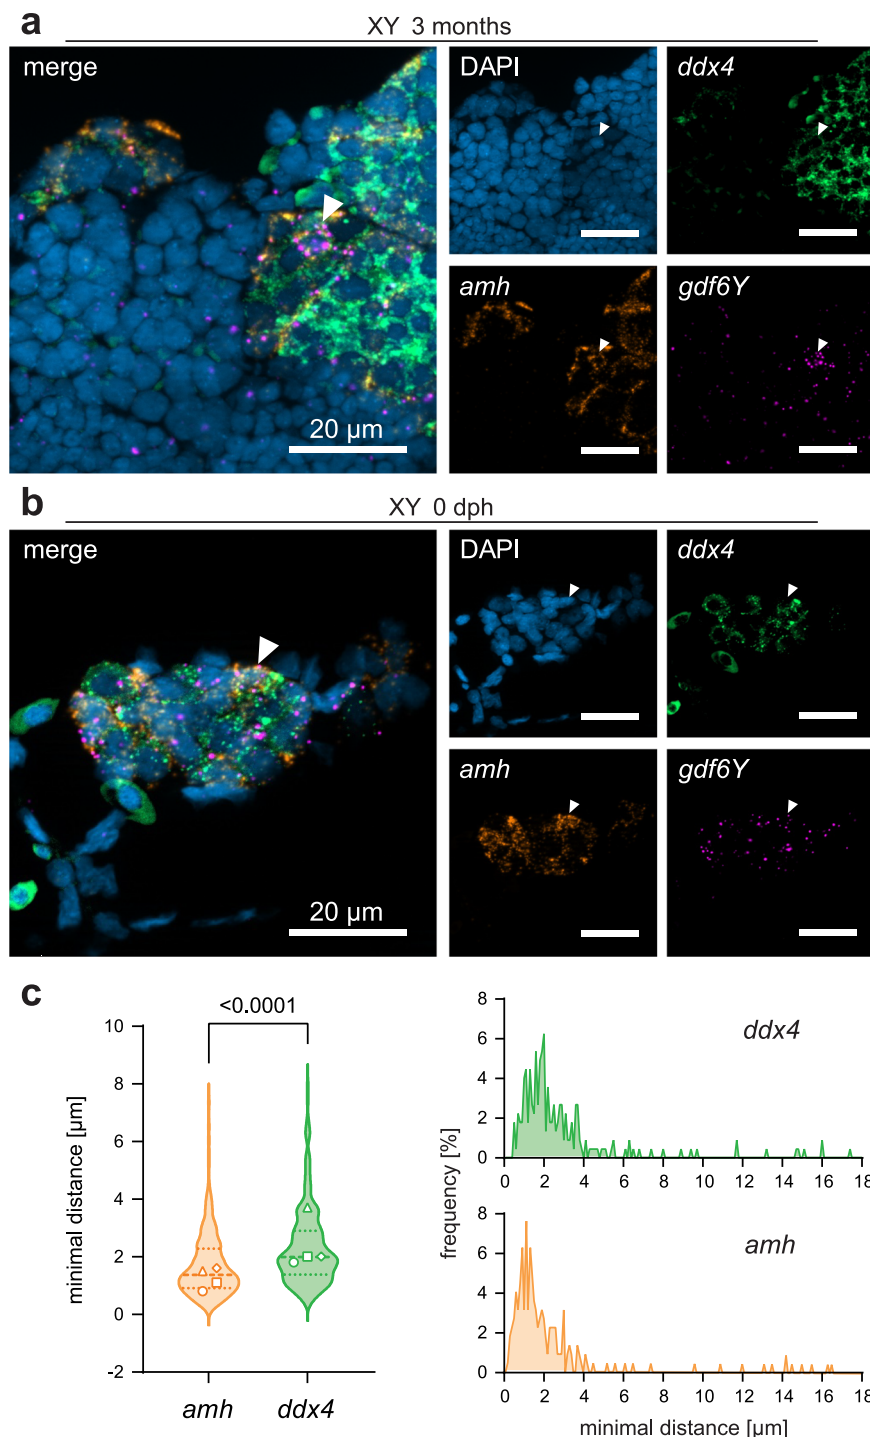 a
XY 3 months
merge
DAPI
ddx4
amh
gdf6Y
20 µm
b
XY 0 dph
merge
DAPI
ddx4
amh
gdf6Y
20 µm
c
<0.0001
minimal distance [µm]
10
8
6
4
2
0
-2
amh
ddx4
frequency [%]
8
6
4
2
0
ddx4
0 2 4 6 8 10 12 14 16 18
8
6
4
2
0
amh
0 2 4 6 8 10 12 14 16 18
minimal distance [µm]